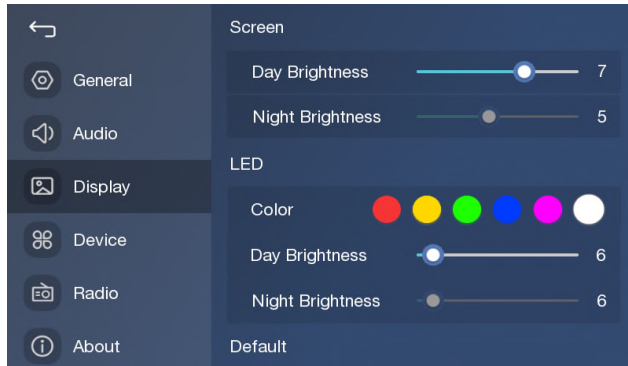 Screen
General
Day Brightness 7
Night Brightness 5
Audio
LED
Display
Color
Device
Day Brightness 6
Radio
Night Brightness 6
About
Default